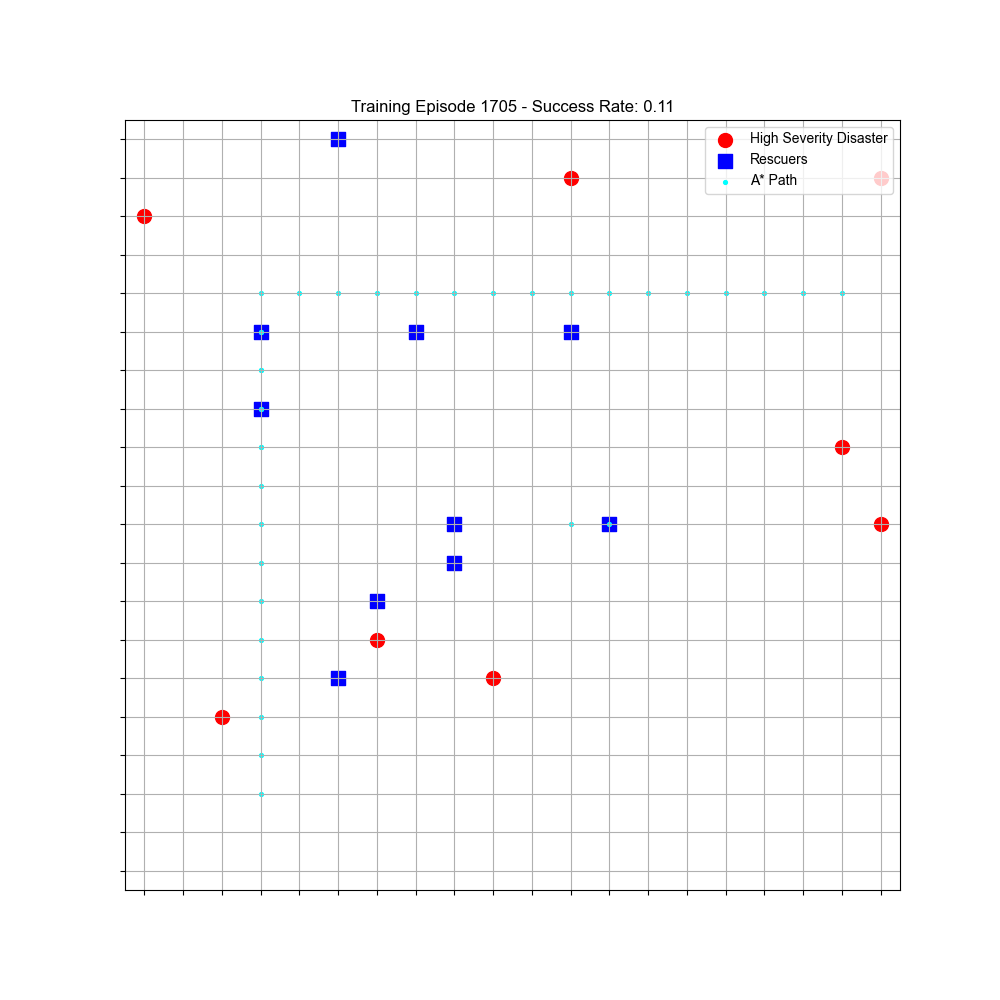 Training Episode 1705 - Success Rate: 0.11
High Severity Disaster
Rescuers
A* Path